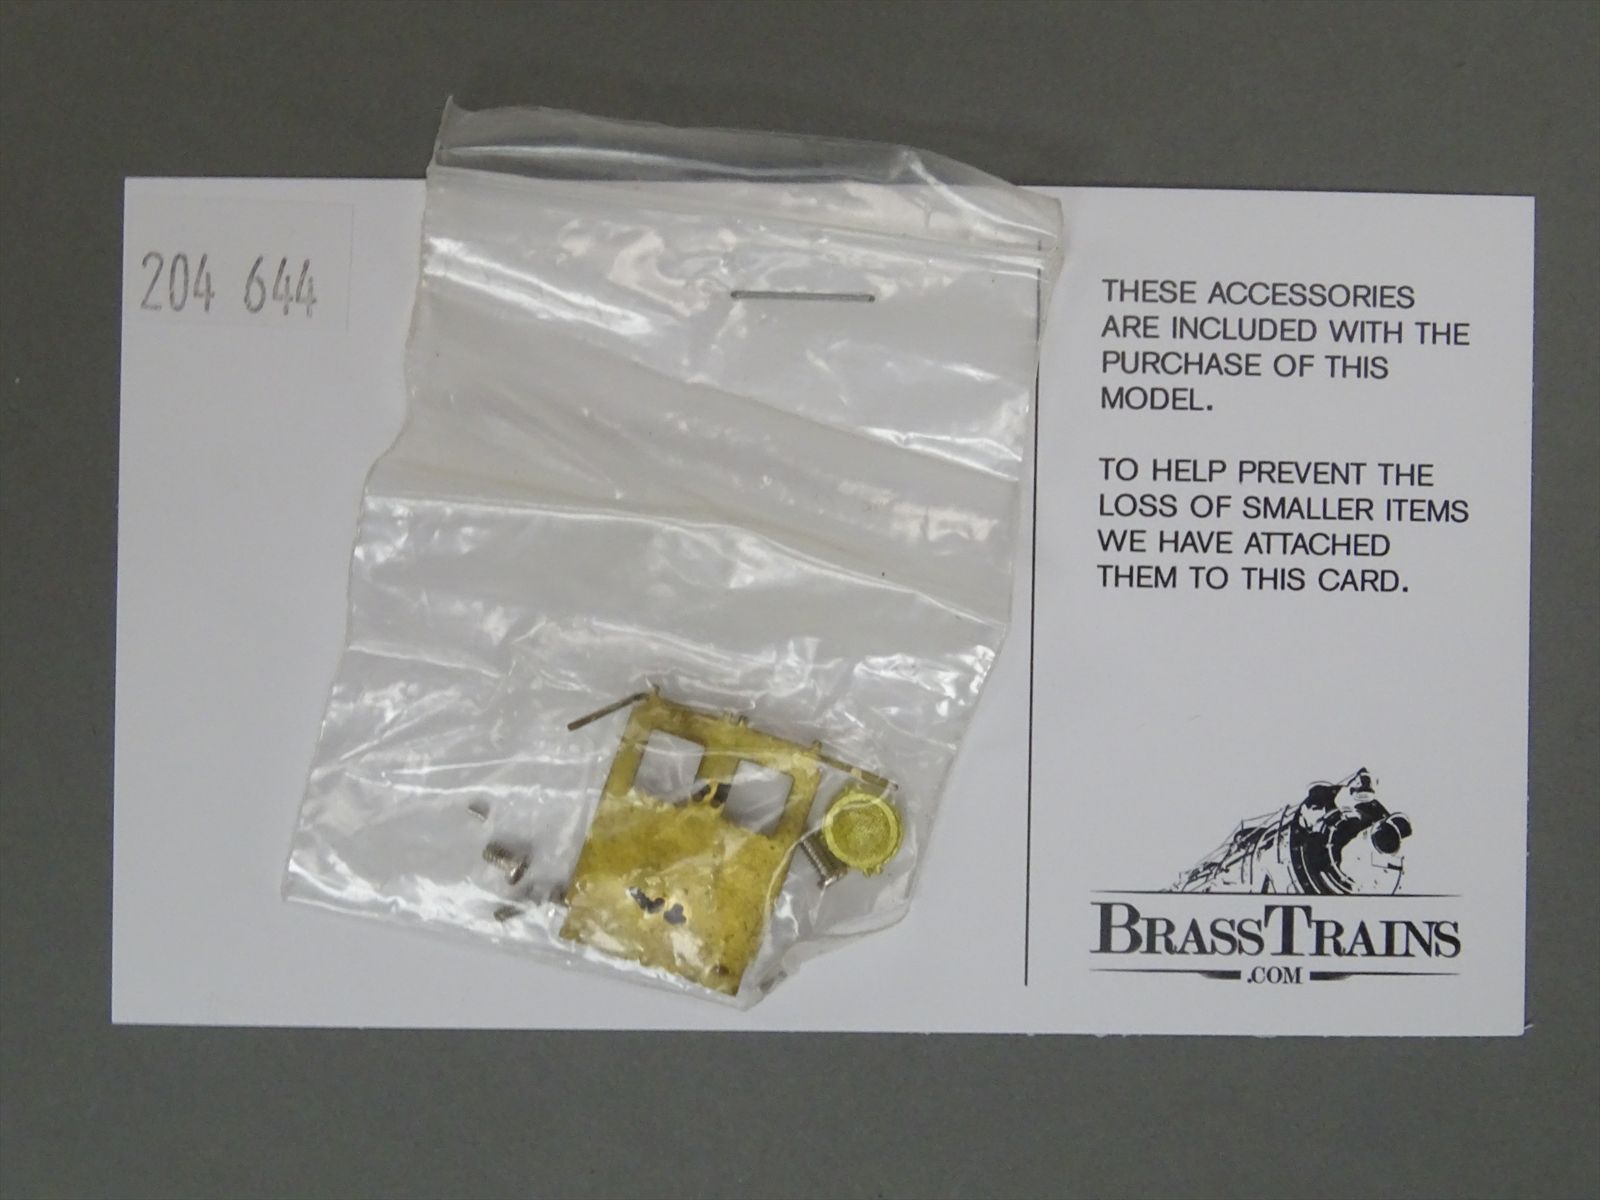 204 644
THESE ACCESSORIES
ARE INCLUDED WITH THE
PURCHASE OF THIS
MODEL.
TO HELP PREVENT THE
LOSS OF SMALLER ITEMS
WE HAVE ATTACHED
THEM TO THIS CARD.
BRASSTRAINS
.COM